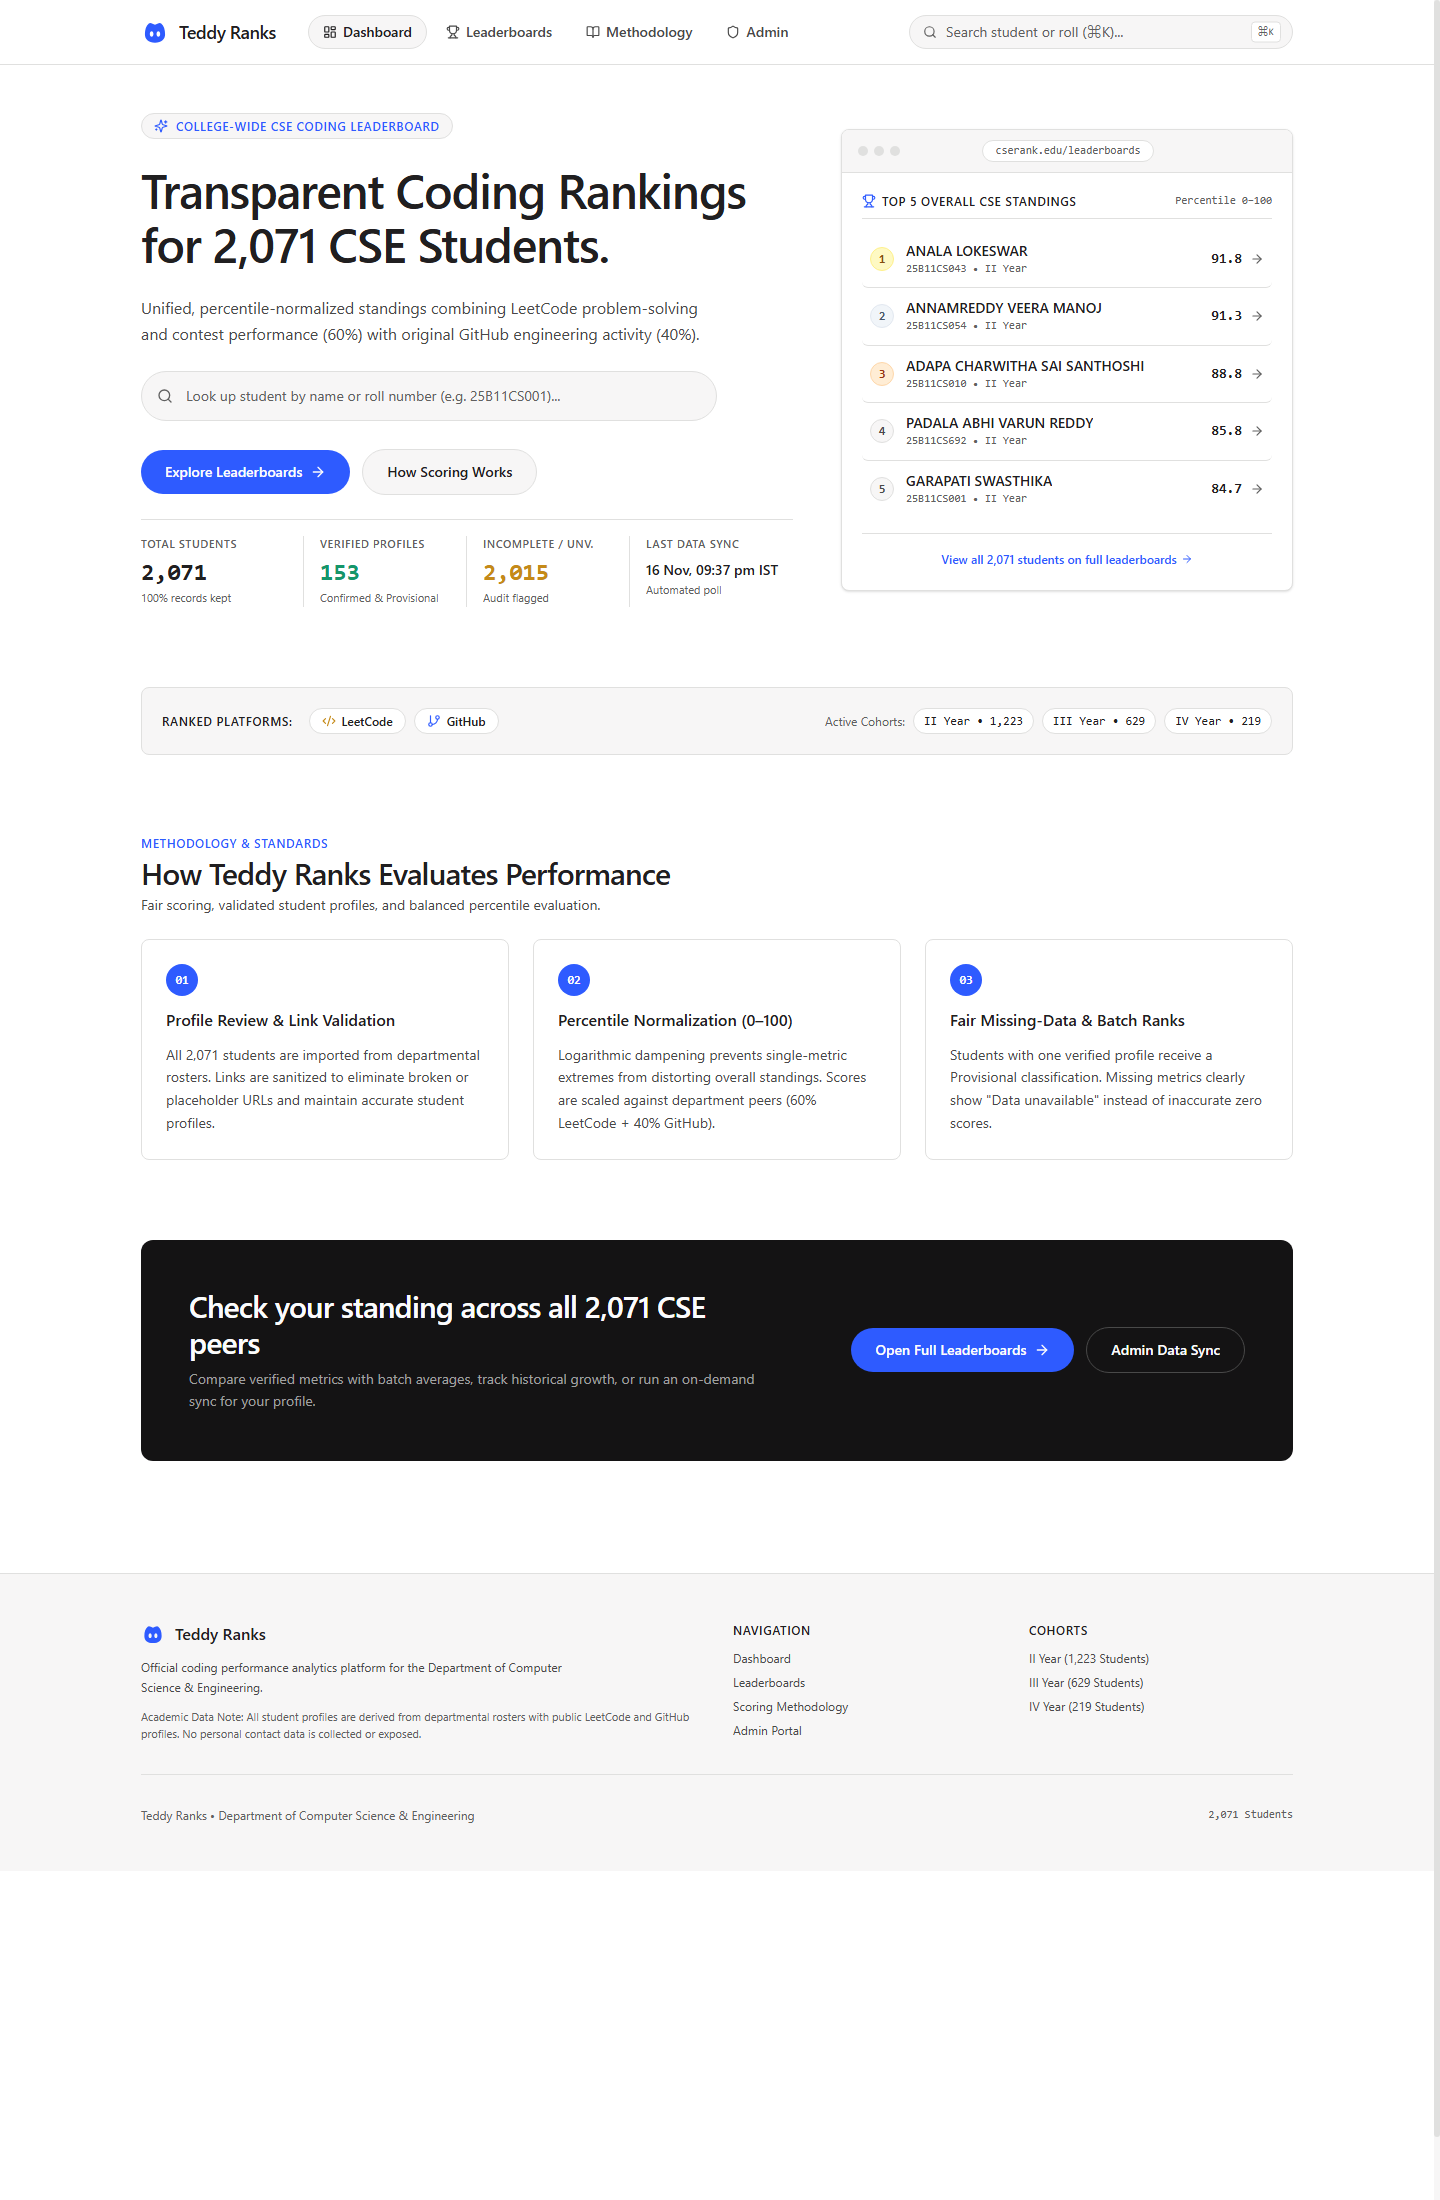 Teddy Ranks
Dashboard
Leaderboards
Methodology
Admin
Search student or roll (⌘K)...
⌘K
COLLEGE-WIDE CSE CODING LEADERBOARD
Transparent Coding Rankings
for 2,071 CSE Students.
Unified, percentile-normalized standings combining LeetCode problem-solving
and contest performance (60%) with original GitHub engineering activity (40%).
Look up student by name or roll number (e.g. 25B11CS001)...
Explore Leaderboards →
How Scoring Works
TOTAL STUDENTS
2,071
100% records kept
VERIFIED PROFILES
153
Confirmed & Provisional
INCOMPLETE / UNV.
2,015
Audit flagged
LAST DATA SYNC
16 Nov, 09:37 pm IST
Automated poll
cserank.edu/leaderboards
TOP 5 OVERALL CSE STANDINGS
Percentile 0–100
1
ANALA LOKESWAR
25B11CS043 • II Year
91.8 →
2
ANNAMREDDY VEERA MANOJ
25B11CS054 • II Year
91.3 →
3
ADAPA CHARWITHA SAI SANTHOSHI
25B11CS010 • II Year
88.8 →
4
PADALA ABHI VARUN REDDY
25B11CS692 • II Year
85.8 →
5
GARAPATI SWASTHIKA
25B11CS001 • II Year
84.7 →
View all 2,071 students on full leaderboards →
RANKED PLATFORMS:
LeetCode
GitHub
Active Cohorts:
II Year • 1,223
III Year • 629
IV Year • 219
METHODOLOGY & STANDARDS
How Teddy Ranks Evaluates Performance
Fair scoring, validated student profiles, and balanced percentile evaluation.
01
Profile Review & Link Validation
All 2,071 students are imported from departmental
rosters. Links are sanitized to eliminate broken or
placeholder URLs and maintain accurate student
profiles.
02
Percentile Normalization (0–100)
Logarithmic dampening prevents single-metric
extremes from distorting overall standings. Scores
are scaled against department peers (60%
LeetCode + 40% GitHub).
03
Fair Missing-Data & Batch Ranks
Students with one verified profile receive a
Provisional classification. Missing metrics clearly
show "Data unavailable" instead of inaccurate zero
scores.
Check your standing across all 2,071 CSE
peers
Compare verified metrics with batch averages, track historical growth, or run an on-demand
sync for your profile.
Open Full Leaderboards →
Admin Data Sync
Teddy Ranks
Official coding performance analytics platform for the Department of Computer
Science & Engineering.
Academic Data Note: All student profiles are derived from departmental rosters with public LeetCode and GitHub
profiles. No personal contact data is collected or exposed.
NAVIGATION
Dashboard
Leaderboards
Scoring Methodology
Admin Portal
COHORTS
II Year (1,223 Students)
III Year (629 Students)
IV Year (219 Students)
Teddy Ranks • Department of Computer Science & Engineering
2,071 Students